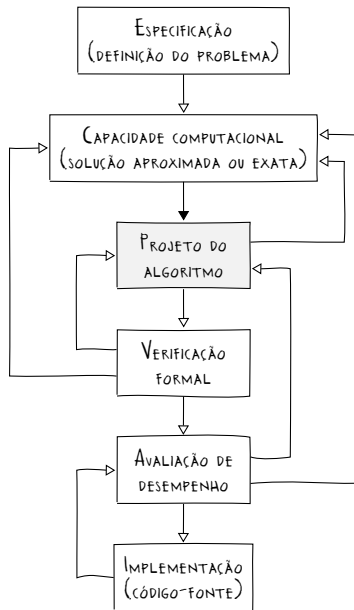 Especificação
(definição do problema)
Capacidade computacional
(solução aproximada ou exata)
Projeto do
algoritmo
Verificação
formal
Avaliação de
desempenho
Implementação
(código-fonte)